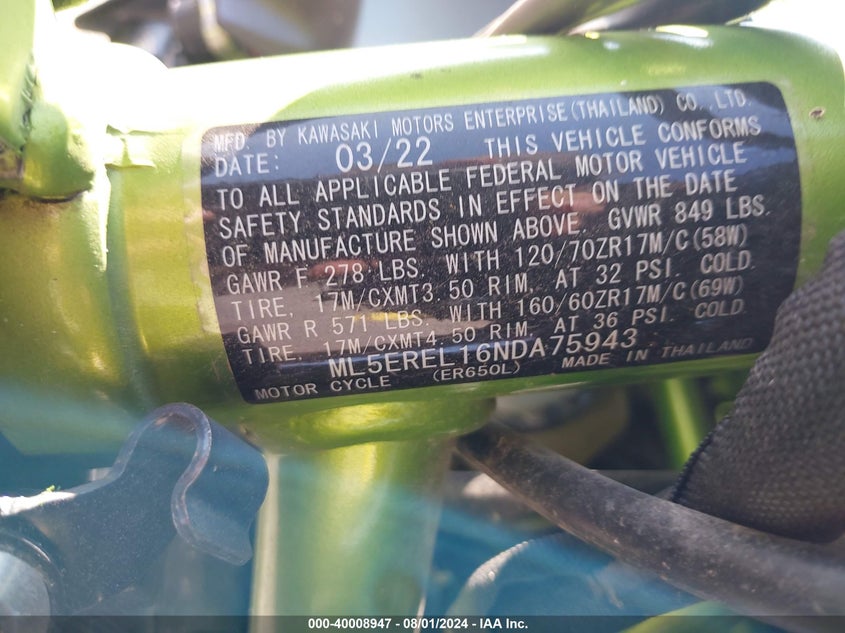 MFD. BY KAWASAKI MOTORS ENTERPRISE(THAILAND) CO.,LTD.
DATE: 03/22 THIS VEHICLE CONFORMS
TO ALL APPLICABLE FEDERAL MOTOR VEHICLE
SAFETY STANDARDS IN EFFECT ON THE DATE
OF MANUFACTURE SHOWN ABOVE. GVWR 849 LBS.
GAWR F 278 LBS. WITH 120/70ZR17M/C(58W)
TIRE, 17M/CXMT3.50 RIM, AT 32 PSI. COLD.
GAWR R 571 LBS. WITH 160/60ZR17M/C(69W)
TIRE, 17M/CXMT4.50 RIM, AT 36 PSI. COLD.
ML5EREL16NDA75943
MOTOR CYCLE (ER650L) MADE IN THAILAND
000-40008947 - 08/01/2024 - IAA Inc.